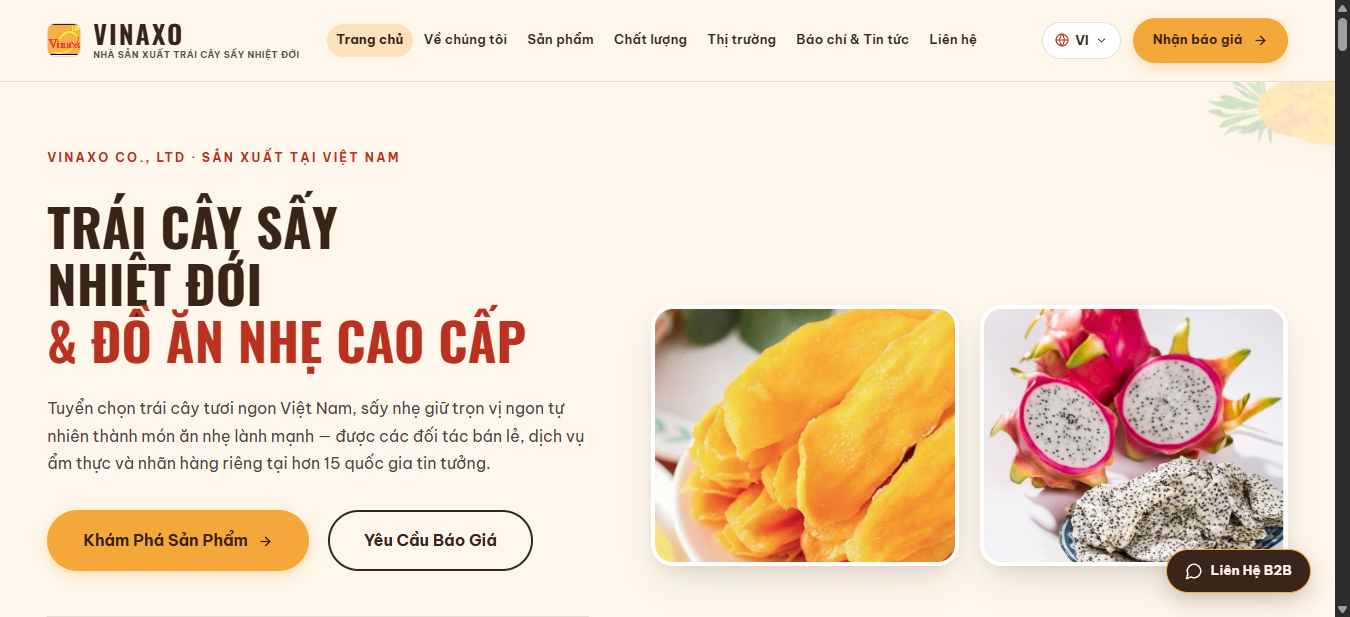 Vinaxo
VINAXO
NHÀ SẢN XUẤT TRÁI CÂY SẤY NHIỆT ĐỚI
Trang chủ
Về chúng tôi
Sản phẩm
Chất lượng
Thị trường
Báo chí & Tin tức
Liên hệ
VI
Nhận báo giá →
VINAXO CO., LTD · SẢN XUẤT TẠI VIỆT NAM
TRÁI CÂY SẤY
NHIỆT ĐỚI
& ĐỒ ĂN NHẸ CAO CẤP
Tuyển chọn trái cây tươi ngon Việt Nam, sấy nhẹ giữ trọn vị ngon tự
nhiên thành món ăn nhẹ lành mạnh — được các đối tác bán lẻ, dịch vụ
ẩm thực và nhãn hàng riêng tại hơn 15 quốc gia tin tưởng.
Khám Phá Sản Phẩm →
Yêu Cầu Báo Giá
Liên Hệ B2B